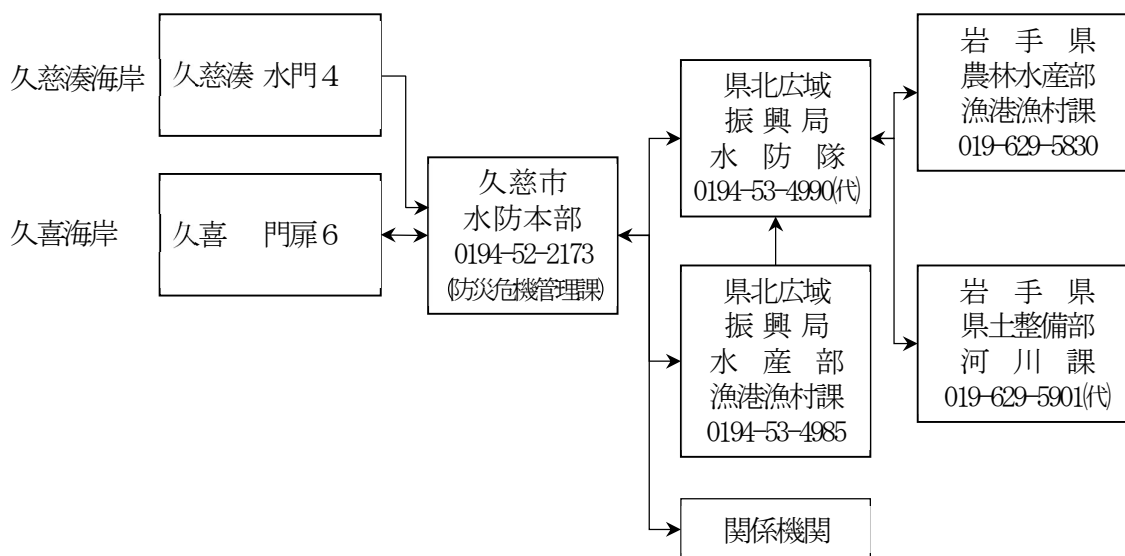 久慈湊海岸
久慈湊 水門4
久喜海岸
久喜 門扉6
久慈市
水防本部
0194-52-2173
(防災危機管理課)
県北広域
振興局
水防隊
0194-53-4990(代)
県北広域
振興局
水産部
漁港漁村課
0194-53-4985
関係機関
岩手県
農林水産部
漁港漁村課
019-629-5830
岩手県
県土整備部
河川課
019-629-5901(代)